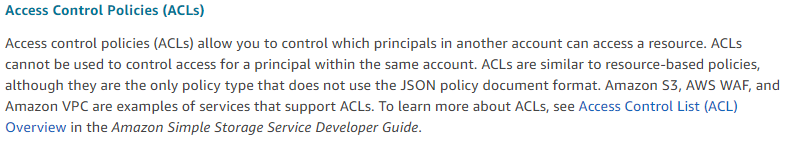 Access Control Policies (ACLs)
Access control policies (ACLs) allow you to control which principals in another account can access a resource. ACLs
cannot be used to control access for a principal within the same account. ACLs are similar to resource-based policies,
although they are the only policy type that does not use the JSON policy document format. Amazon S3, AWS WAF, and
Amazon VPC are examples of services that support ACLs. To learn more about ACLs, see Access Control List (ACL)
Overview in the Amazon Simple Storage Service Developer Guide.